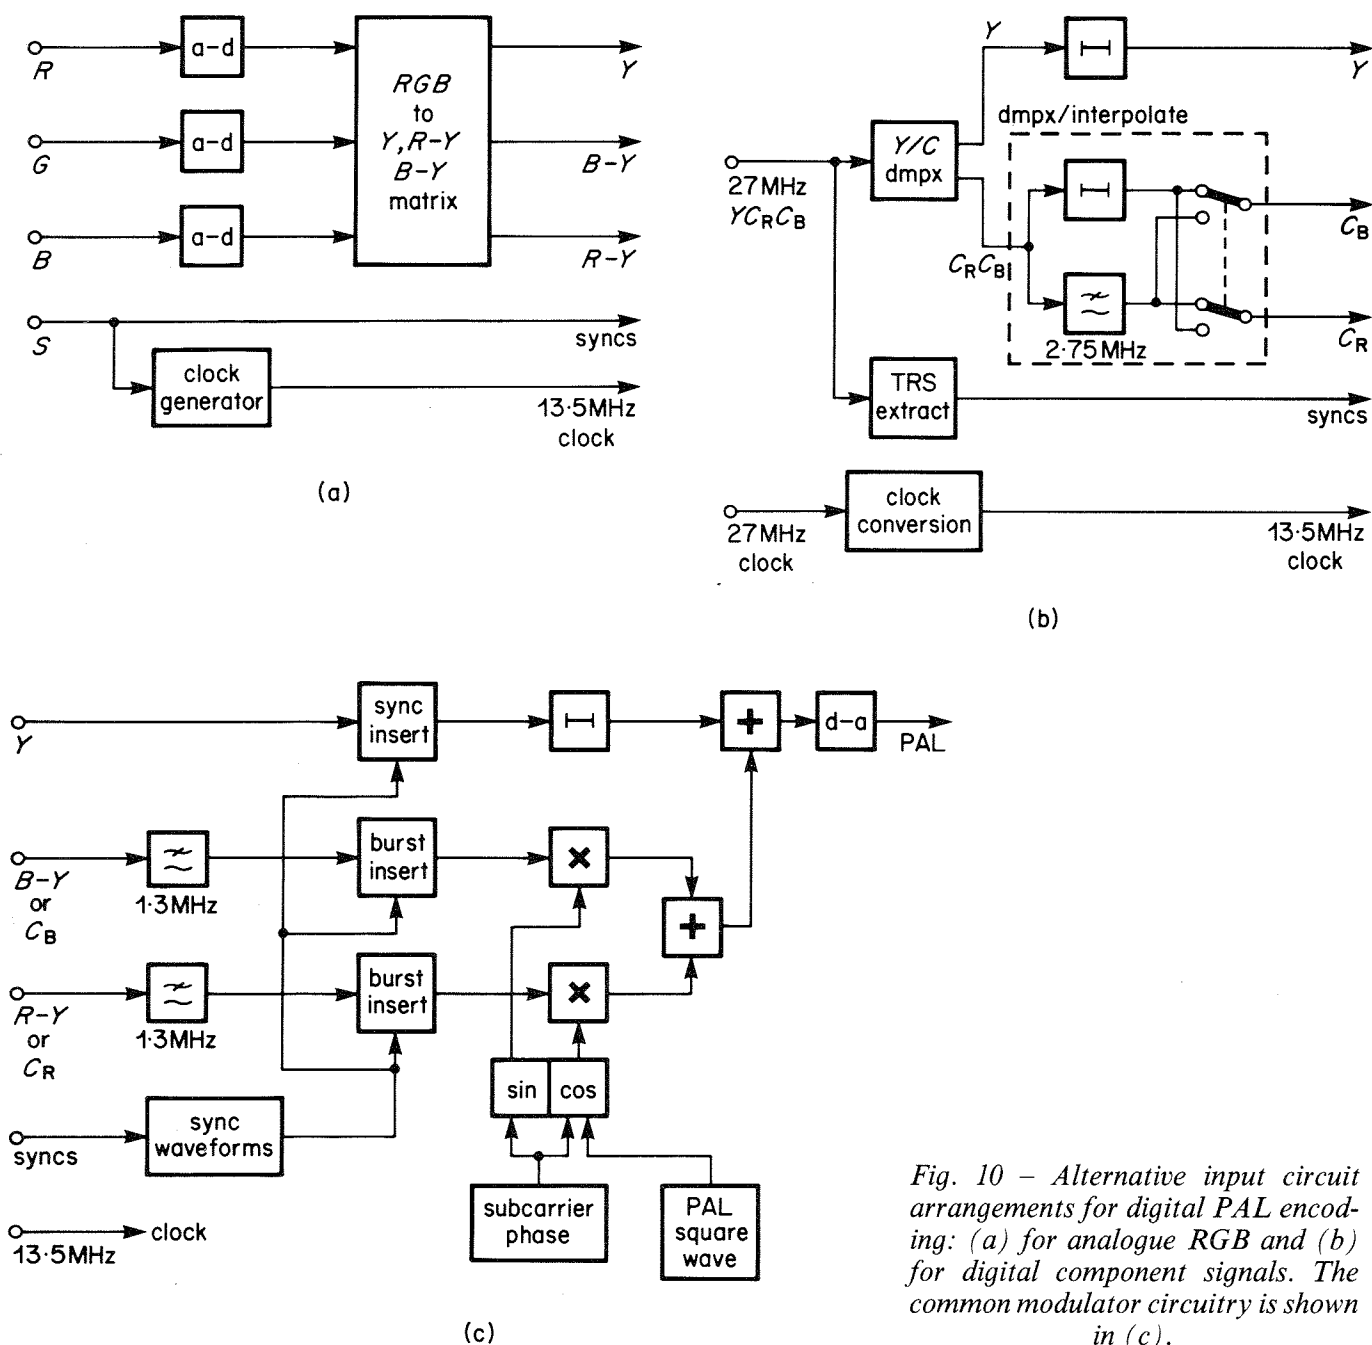 R
a-d
G
a-d
B
a-d
RGB
to
Y, R-Y
B-Y
matrix
Y
B-Y
R-Y
S
syncs
clock
generator
13·5MHz
clock
(a)
27MHz
YCRCB
Y/C
dmpx
Y
Y
dmpx/interpolate
CRCB
2·75MHz
CB
CR
TRS
extract
syncs
27MHz
clock
clock
conversion
13·5MHz
clock
(b)
Y
sync
insert
+
d-a
PAL
B-Y
or
CB
1·3MHz
burst
insert
×
+
R-Y
or
CR
1·3MHz
burst
insert
×
sin
cos
syncs
sync
waveforms
subcarrier
phase
PAL
square
wave
13·5MHz
clock
(c)
Fig. 10 – Alternative input circuit
arrangements for digital PAL encod-
ing: (a) for analogue RGB and (b)
for digital component signals. The
common modulator circuitry is shown
in (c).